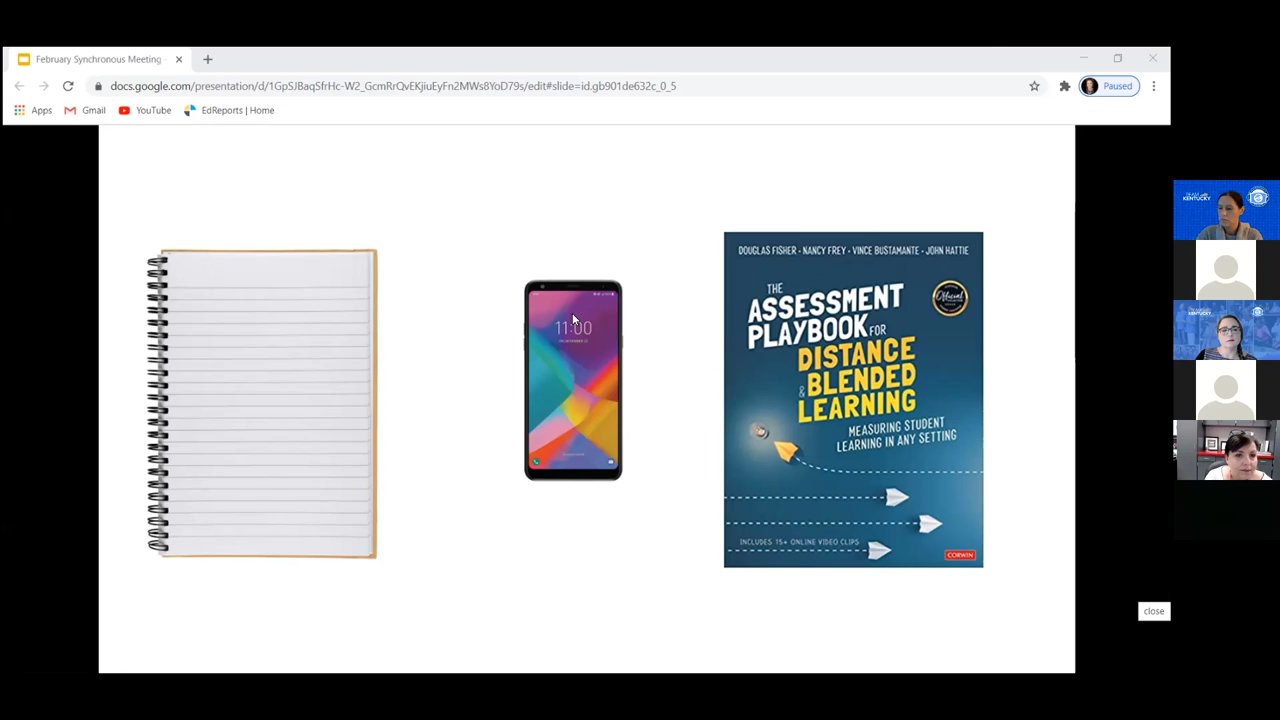 February Synchronous Meeting
docs.google.com/presentation/d/1GpSJBaqSfrHc-W2_GcmRrQvEKjiuEyFn2MWs8YoD79s/edit#slide=id.gb901de632c_0_5
Paused
Apps
Gmail
YouTube
EdReports | Home
11:00
DOUGLAS FISHER • NANCY FREY • VINCE BUSTAMANTE • JOHN HATTIE
THE
ASSESSMENT
PLAYBOOK FOR
DISTANCE
& BLENDED
LEARNING
MEASURING STUDENT
LEARNING IN ANY SETTING
Official
INCLUDES 15+ ONLINE VIDEO CLIPS
CORWIN
TEAM
KENTUCKY
close